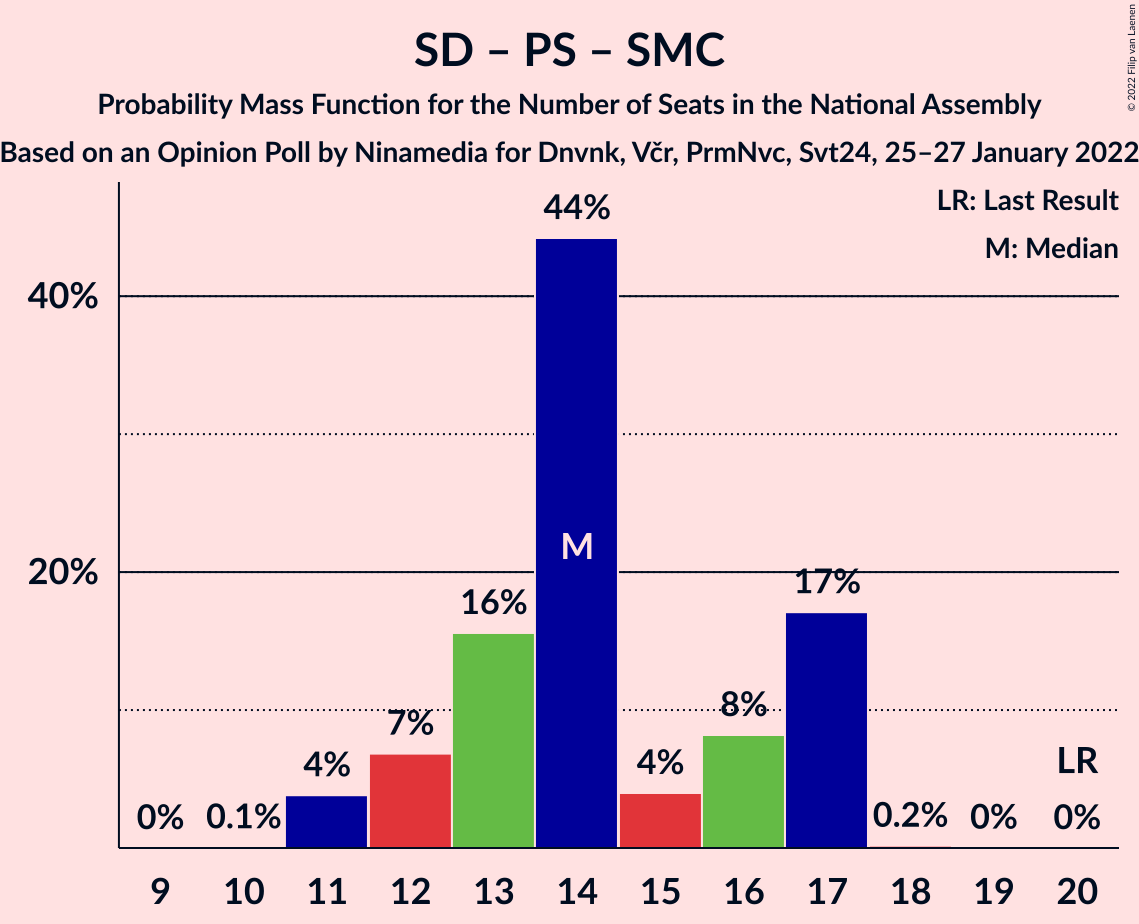 SD – PS – SMC
Probability Mass Function for the Number of Seats in the National Assembly
Based on an Opinion Poll by Ninamedia for Dnvnk, Včr, PrmNvc, Svt24, 25–27 January 2022
© 2022 Filip van Laenen
LR: Last Result
M: Median
44%
40%
M
20%
17%
16%
8%
7%
4%
4%
LR
0%
0.1%
0.2%
0%
0%
9 10 11 12 13 14 15 16 17 18 19 20